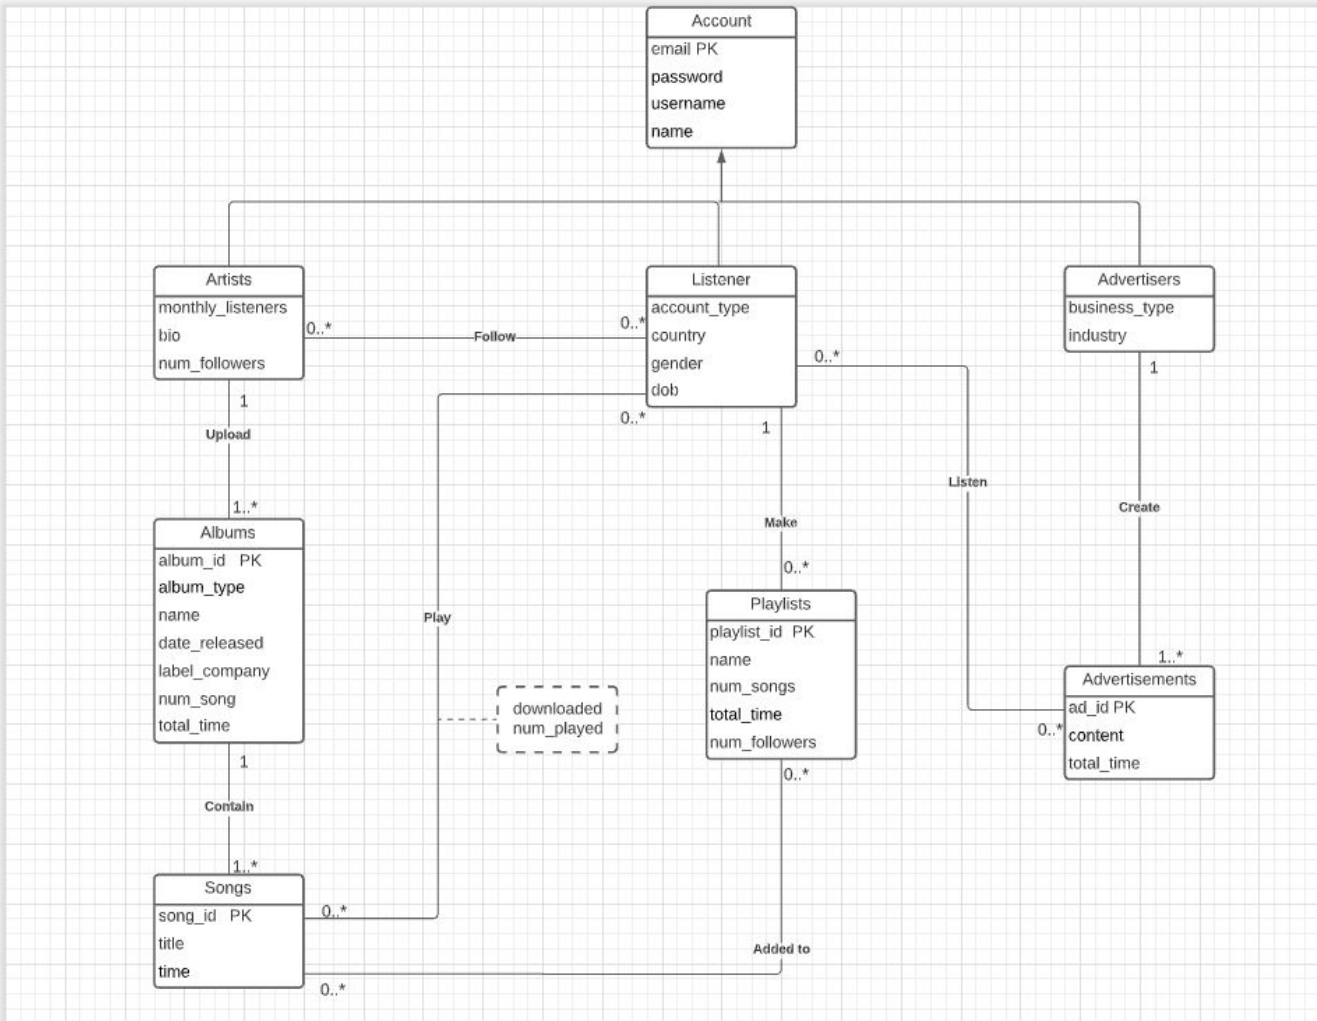 Account
email PK
password
username
name
Artists
monthly_listeners
bio
num_followers
Listener
account_type
country
gender
dob
Advertisers
business_type
industry
0..*
Follow
0..*
0..*
1
1
Upload
0..*
1
Listen
Create
1..*
Make
0..*
Albums
album_id PK
album_type
name
date_released
label_company
num_song
total_time
Play
Playlists
playlist_id PK
name
num_songs
total_time
num_followers
downloaded
num_played
1..*
Advertisements
ad_id PK
content
total_time
0..*
1
0..*
Contain
1..*
Songs
song_id PK
title
time
0..*
Added to
0..*